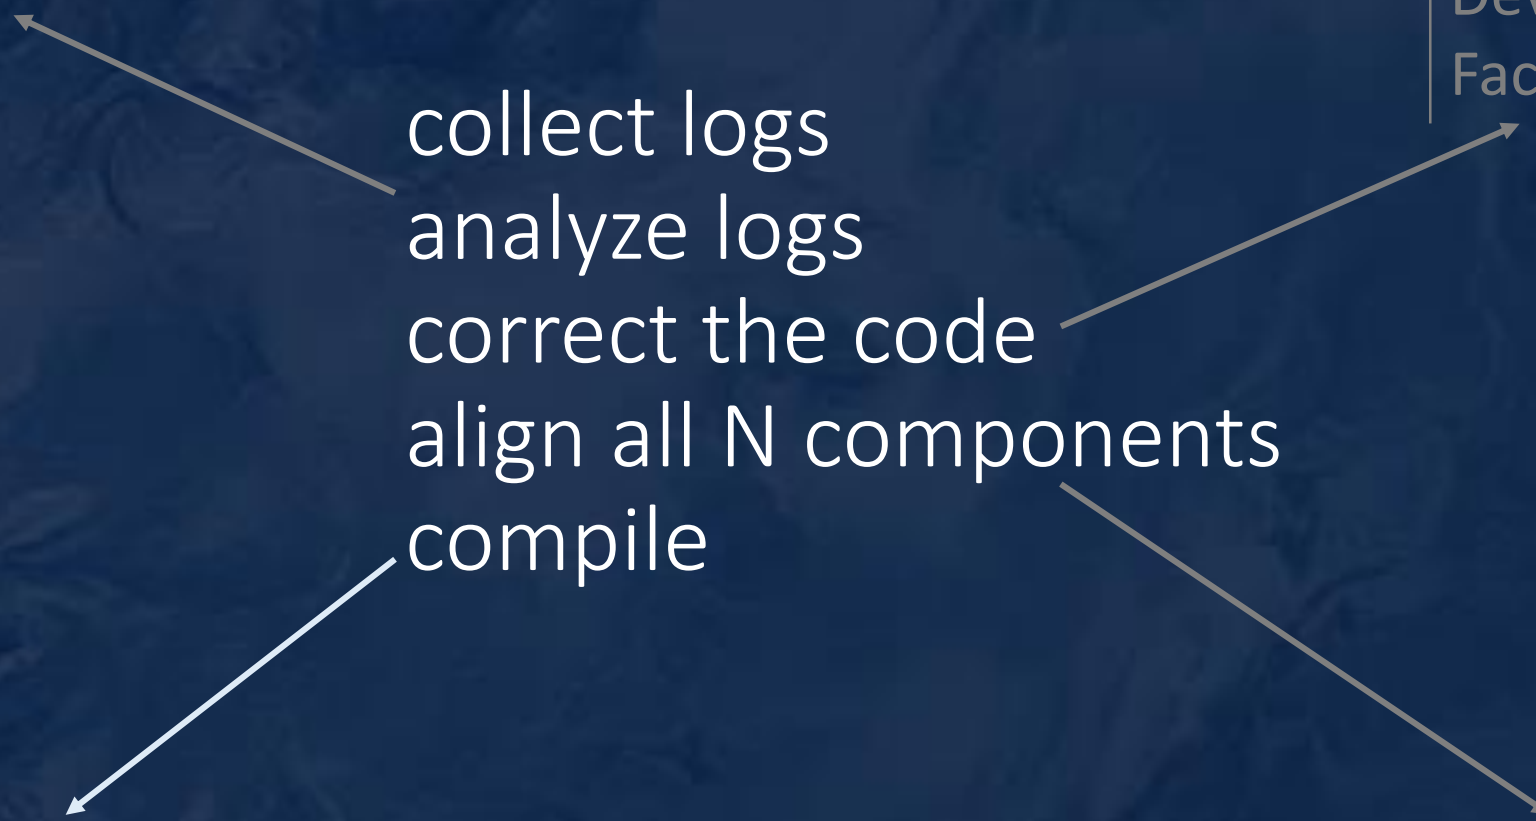 collect logs
analyze logs
correct the code
align all N components
compile